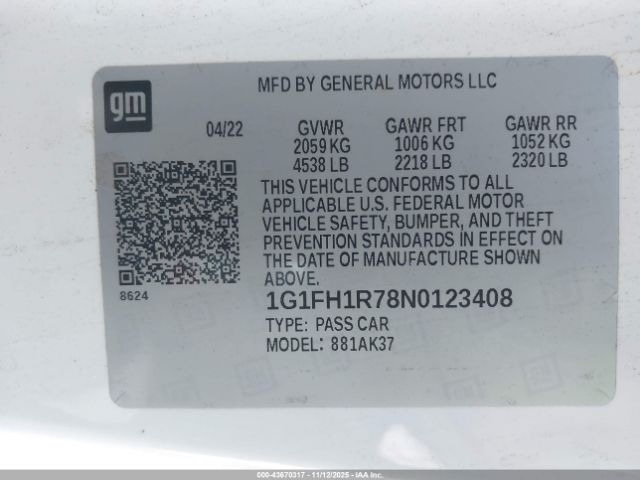 gm
MFD BY GENERAL MOTORS LLC
04/22 GVWR GAWR FRT GAWR RR
2059 KG 1006 KG 1052 KG
4538 LB 2218 LB 2320 LB
THIS VEHICLE CONFORMS TO ALL
APPLICABLE U.S. FEDERAL MOTOR
VEHICLE SAFETY, BUMPER, AND THEFT
PREVENTION STANDARDS IN EFFECT ON
THE DATE OF MANUFACTURE SHOWN
ABOVE.
8624
1G1FH1R78N0123408
TYPE: PASS CAR
MODEL: 881AK37
000-43670317 - 11/12/2025 - IAA Inc.